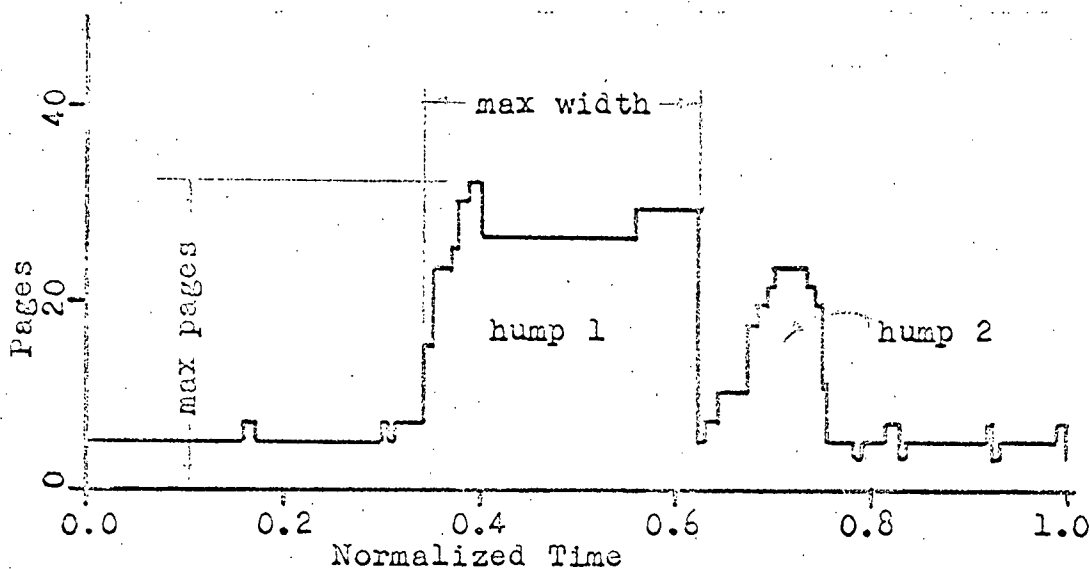 40
max width
20
Pages
max pages
hump 1
hump 2
0
0.0 0.2 0.4 0.6 0.8 1.0
Normalized Time